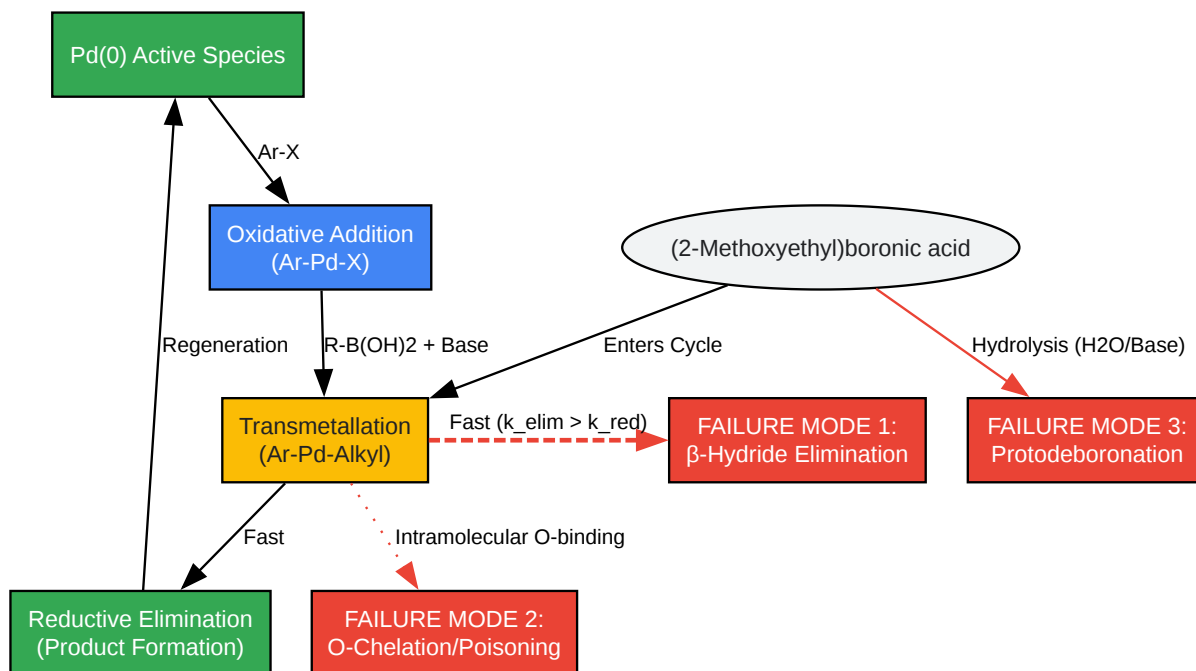 Pd(0) Active Species
Ar-X
Oxidative Addition
(Ar-Pd-X)
(2-Methoxyethyl)boronic acid
Regeneration
R-B(OH)2 + Base
Enters Cycle
Hydrolysis (H2O/Base)
Transmetallation
(Ar-Pd-Alkyl)
Fast (k_elim > k_red)
FAILURE MODE 1:
β-Hydride Elimination
FAILURE MODE 3:
Protodeboronation
Fast
Intramolecular O-binding
Reductive Elimination
(Product Formation)
FAILURE MODE 2:
O-Chelation/Poisoning